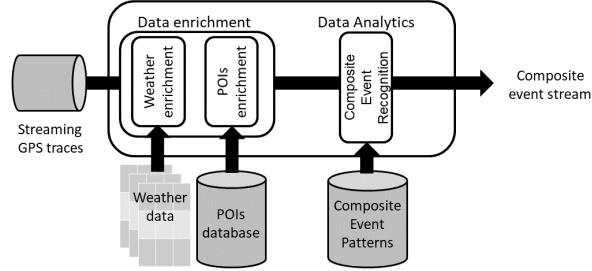 Data enrichment
Data Analytics
Weather
enrichment
POIs
enrichment
Composite
Event
Recognition
Composite
event stream
Streaming
GPS traces
Weather
data
POIs
database
Composite
Event
Patterns